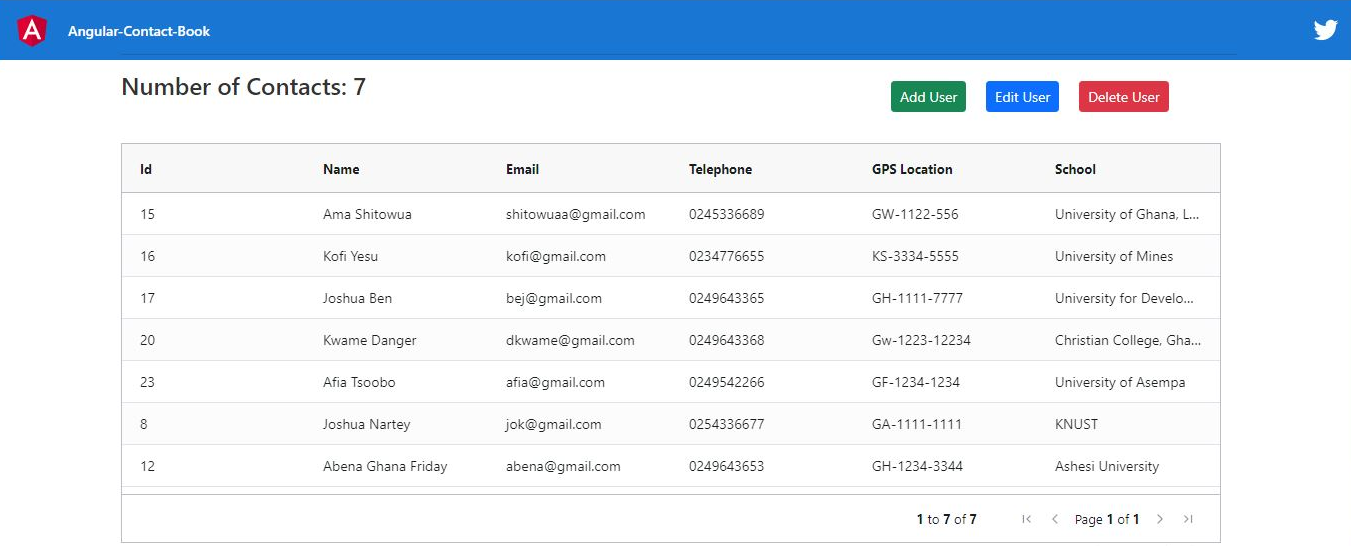 Angular-Contact-Book
Number of Contacts: 7 Add User Edit User Delete User
Id Name Email Telephone GPS Location School
15 Ama Shitowua shitowuaa@gmail.com 0245336689 GW-1122-556 University of Ghana, L...
16 Kofi Yesu kofi@gmail.com 0234776655 KS-3334-5555 University of Mines
17 Joshua Ben bej@gmail.com 0249643365 GH-1111-7777 University for Develo...
20 Kwame Danger dkwame@gmail.com 0249643368 Gw-1223-12234 Christian College, Gha...
23 Afia Tsoobo afia@gmail.com 0249542266 GF-1234-1234 University of Asempa
8 Joshua Nartey jok@gmail.com 0254336677 GA-1111-1111 KNUST
12 Abena Ghana Friday abena@gmail.com 0249643653 GH-1234-3344 Ashesi University
1 to 7 of 7 Page 1 of 1